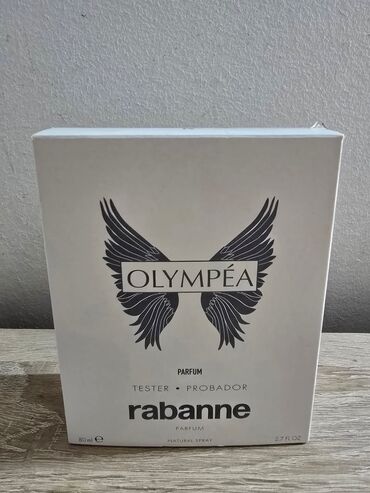 OLYMPÉA
PARFUM
TESTER • PROBADOR
rabanne
PARFUM
80 ml ℮ NATURAL SPRAY 2.7 FL OZ